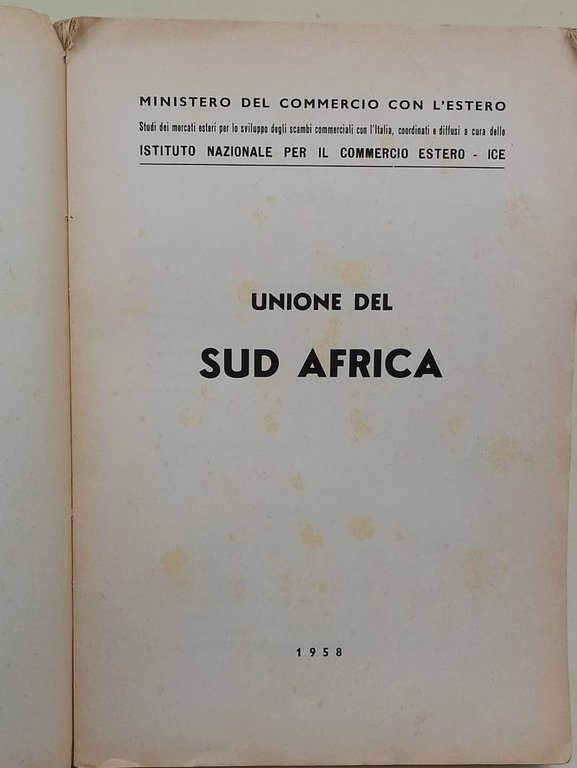 MINISTERO DEL COMMERCIO CON L'ESTERO
Studi dei mercati esteri per lo sviluppo degli scambi commerciali con l'Italia, coordinati e diffusi a cura dello
ISTITUTO NAZIONALE PER IL COMMERCIO ESTERO - ICE
UNIONE DEL
SUD AFRICA
1958